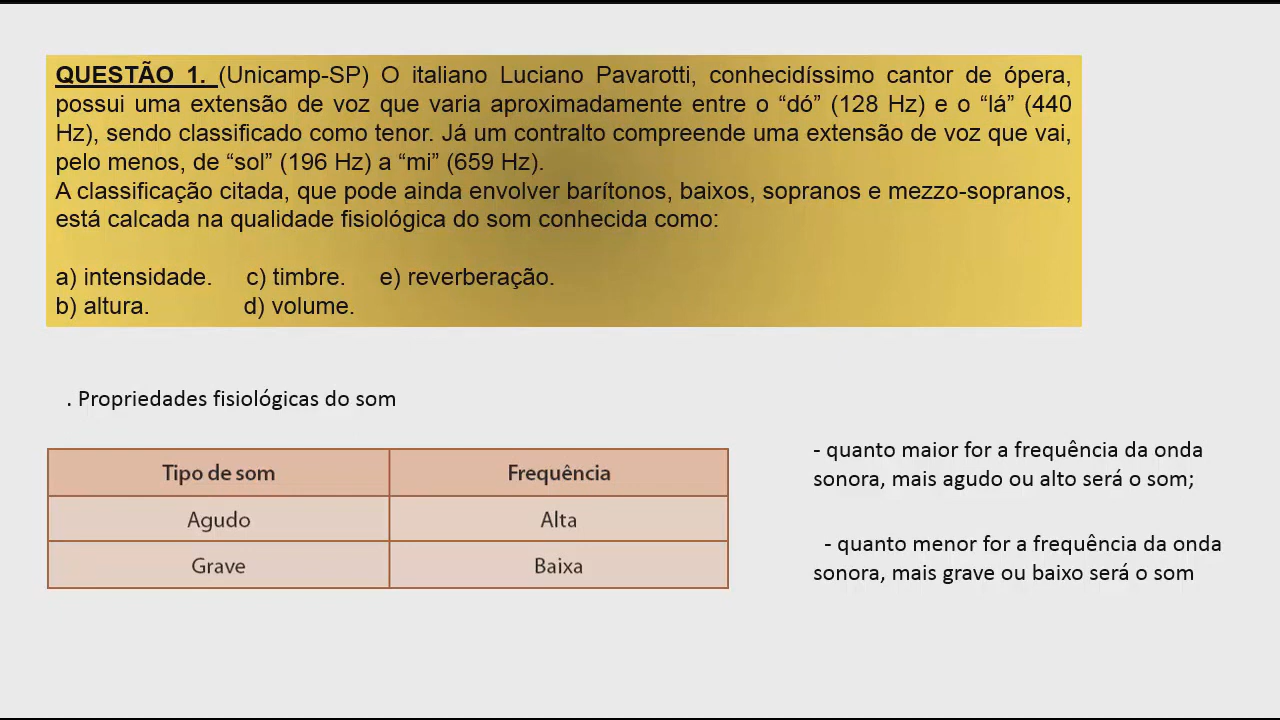 QUESTÃO 1. (Unicamp-SP) O italiano Luciano Pavarotti, conhecidíssimo cantor de ópera,
possui uma extensão de voz que varia aproximadamente entre o “dó” (128 Hz) e o “lá” (440
Hz), sendo classificado como tenor. Já um contralto compreende uma extensão de voz que vai,
pelo menos, de “sol” (196 Hz) a “mi” (659 Hz).
A classificação citada, que pode ainda envolver barítonos, baixos, sopranos e mezzo-sopranos,
está calcada na qualidade fisiológica do som conhecida como:
a) intensidade. c) timbre. e) reverberação.
b) altura. d) volume.
. Propriedades fisiológicas do som
Tipo de som Frequência
Agudo Alta
Grave Baixa
- quanto maior for a frequência da onda
sonora, mais agudo ou alto será o som;
- quanto menor for a frequência da onda
sonora, mais grave ou baixo será o som